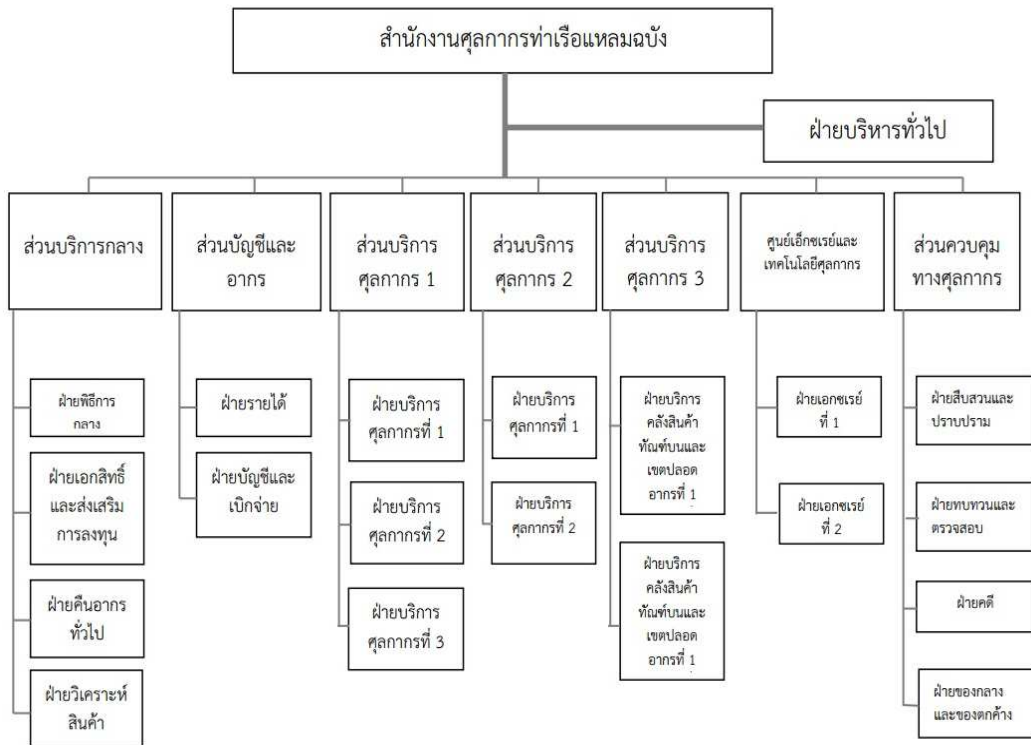 สำนักงานศุลกากรท่าเรือแหลมฉบัง
ฝ่ายบริหารทั่วไป
ส่วนบริการกลาง
ส่วนบัญชีและ
อากร
ส่วนบริการ
ศุลกากร 1
ส่วนบริการ
ศุลกากร 2
ส่วนบริการ
ศุลกากร 3
ศูนย์เอ็กซเรย์และ
เทคโนโลยีศุลกากร
ส่วนควบคุม
ทางศุลกากร
ฝ่ายพิธีการ
กลาง
ฝ่ายเอกสิทธิ์
และส่งเสริม
การลงทุน
ฝ่ายคืนอากร
ทั่วไป
ฝ่ายวิเคราะห์
สินค้า
ฝ่ายรายได้
ฝ่ายบัญชีและ
เบิกจ่าย
ฝ่ายบริการ
ศุลกากรที่ 1
ฝ่ายบริการ
ศุลกากรที่ 2
ฝ่ายบริการ
ศุลกากรที่ 3
ฝ่ายบริการ
ศุลกากรที่ 1
ฝ่ายบริการ
ศุลกากรที่ 2
ฝ่ายบริการ
คลังสินค้า
ทัณฑ์บนและ
เขตปลอด
อากรที่ 1
ฝ่ายบริการ
คลังสินค้า
ทัณฑ์บนและ
เขตปลอด
อากรที่ 1
ฝ่ายเอกซเรย์
ที่ 1
ฝ่ายเอกซเรย์
ที่ 2
ฝ่ายสืบสวนและ
ปราบปราม
ฝ่ายทบทวนและ
ตรวจสอบ
ฝ่ายคดี
ฝ่ายของกลาง
และของตกค้าง